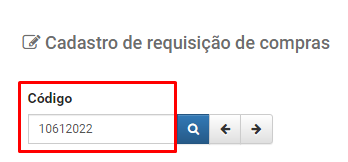 Cadastro de requisição de compras
Código
10612022